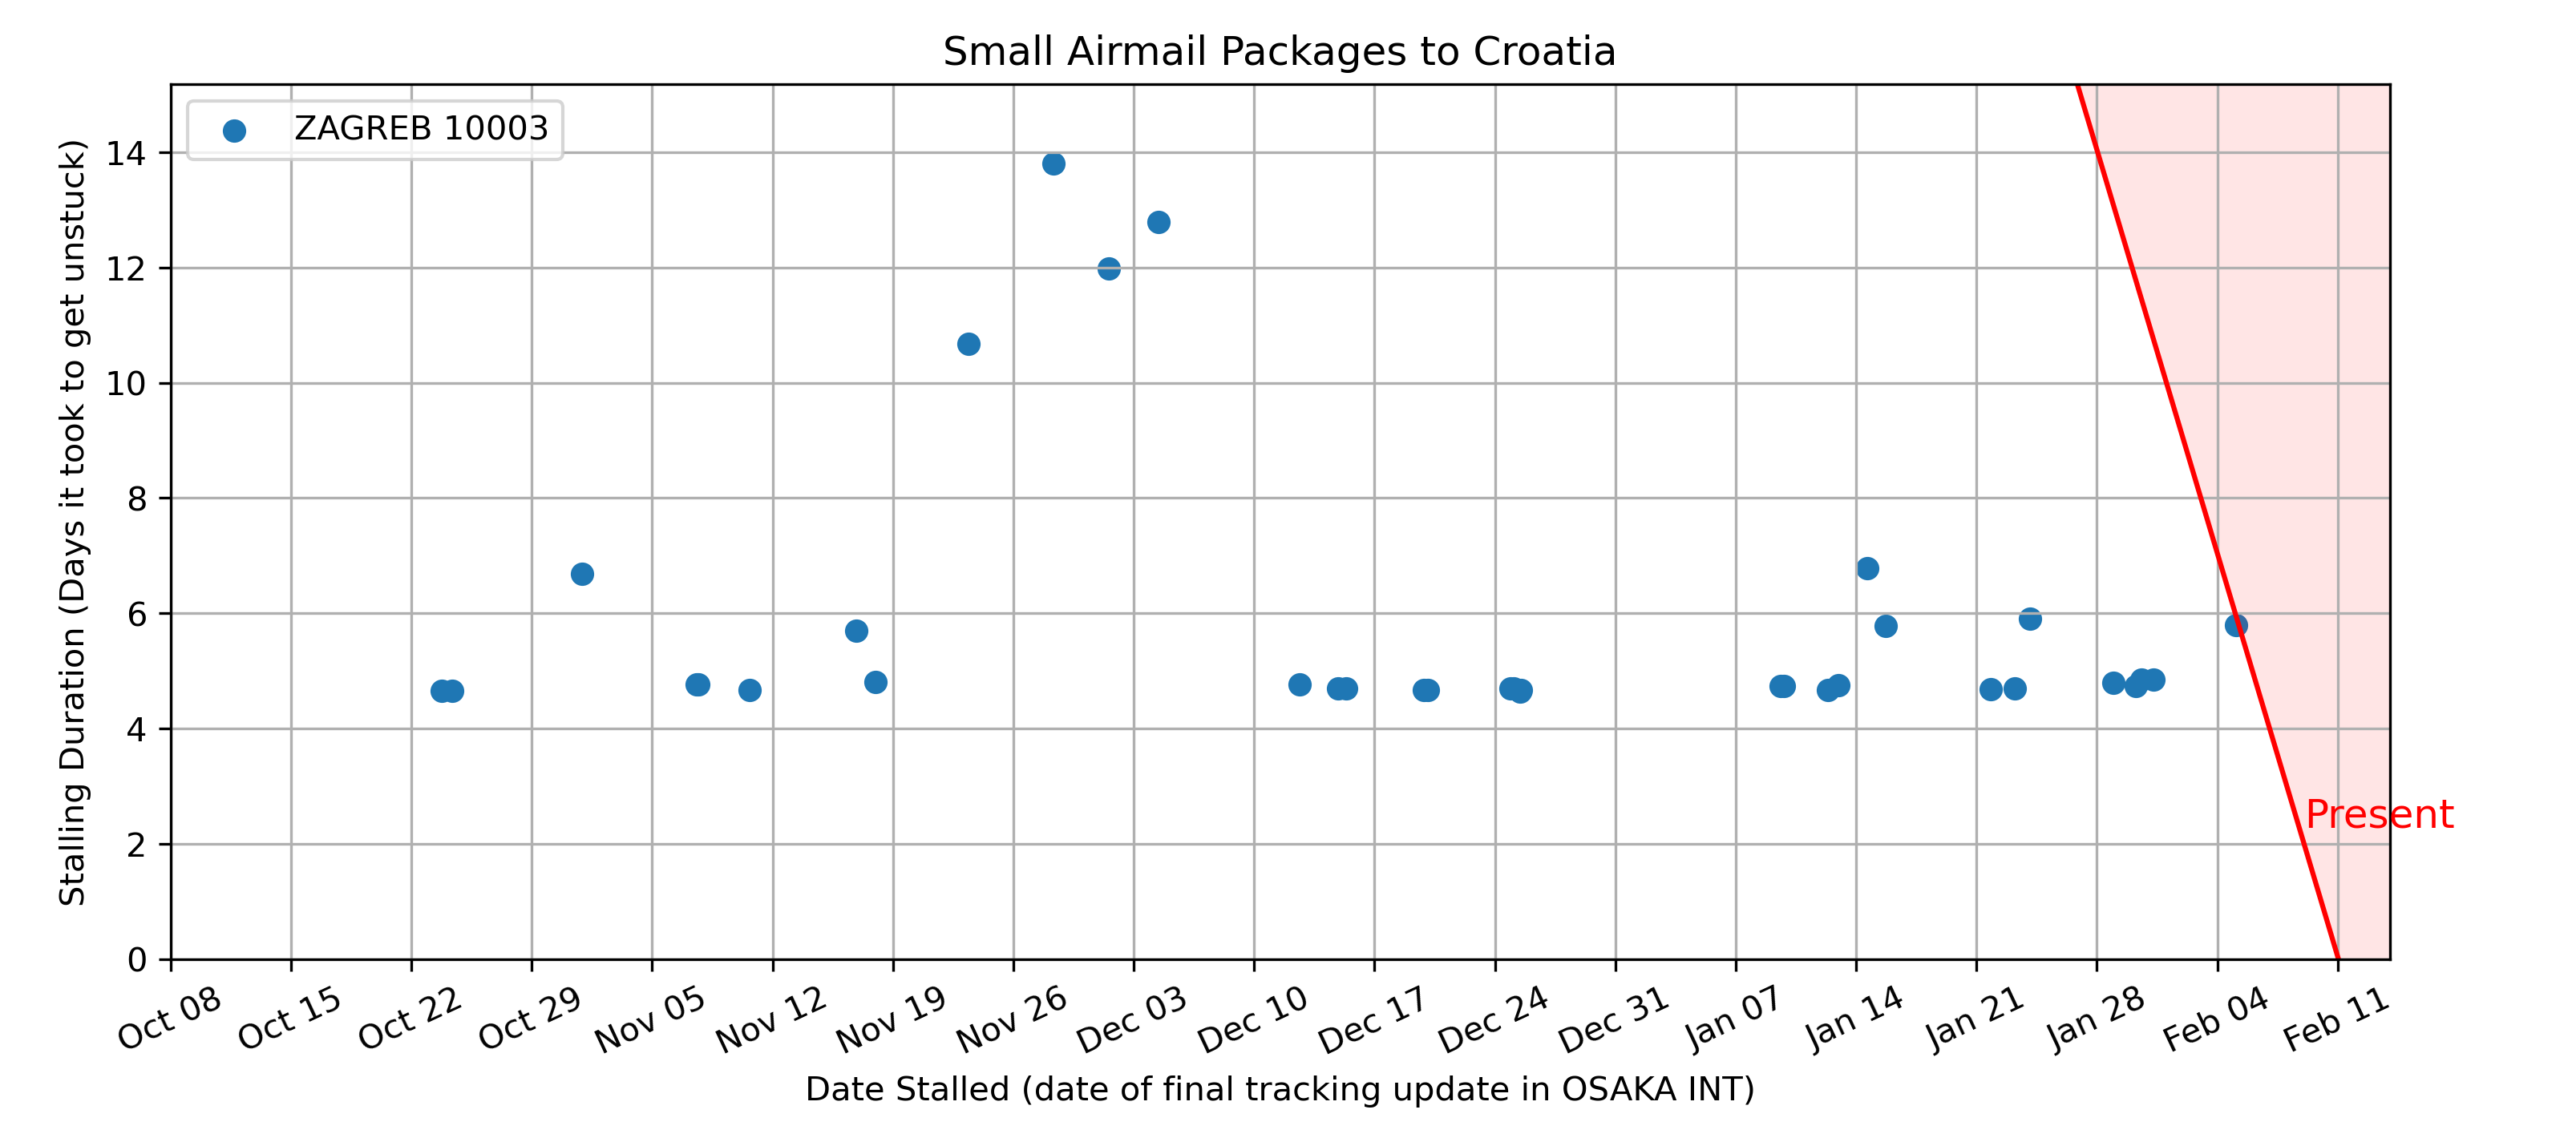 Small Airmail Packages to Croatia
ZAGREB 10003
Stalling Duration (Days it took to get unstuck)
14
12
10
8
6
4
2
0
Present
Oct 08
Oct 15
Oct 22
Oct 29
Nov 05
Nov 12
Nov 19
Nov 26
Dec 03
Dec 10
Dec 17
Dec 24
Dec 31
Jan 07
Jan 14
Jan 21
Jan 28
Feb 04
Feb 11
Date Stalled (date of final tracking update in OSAKA INT)